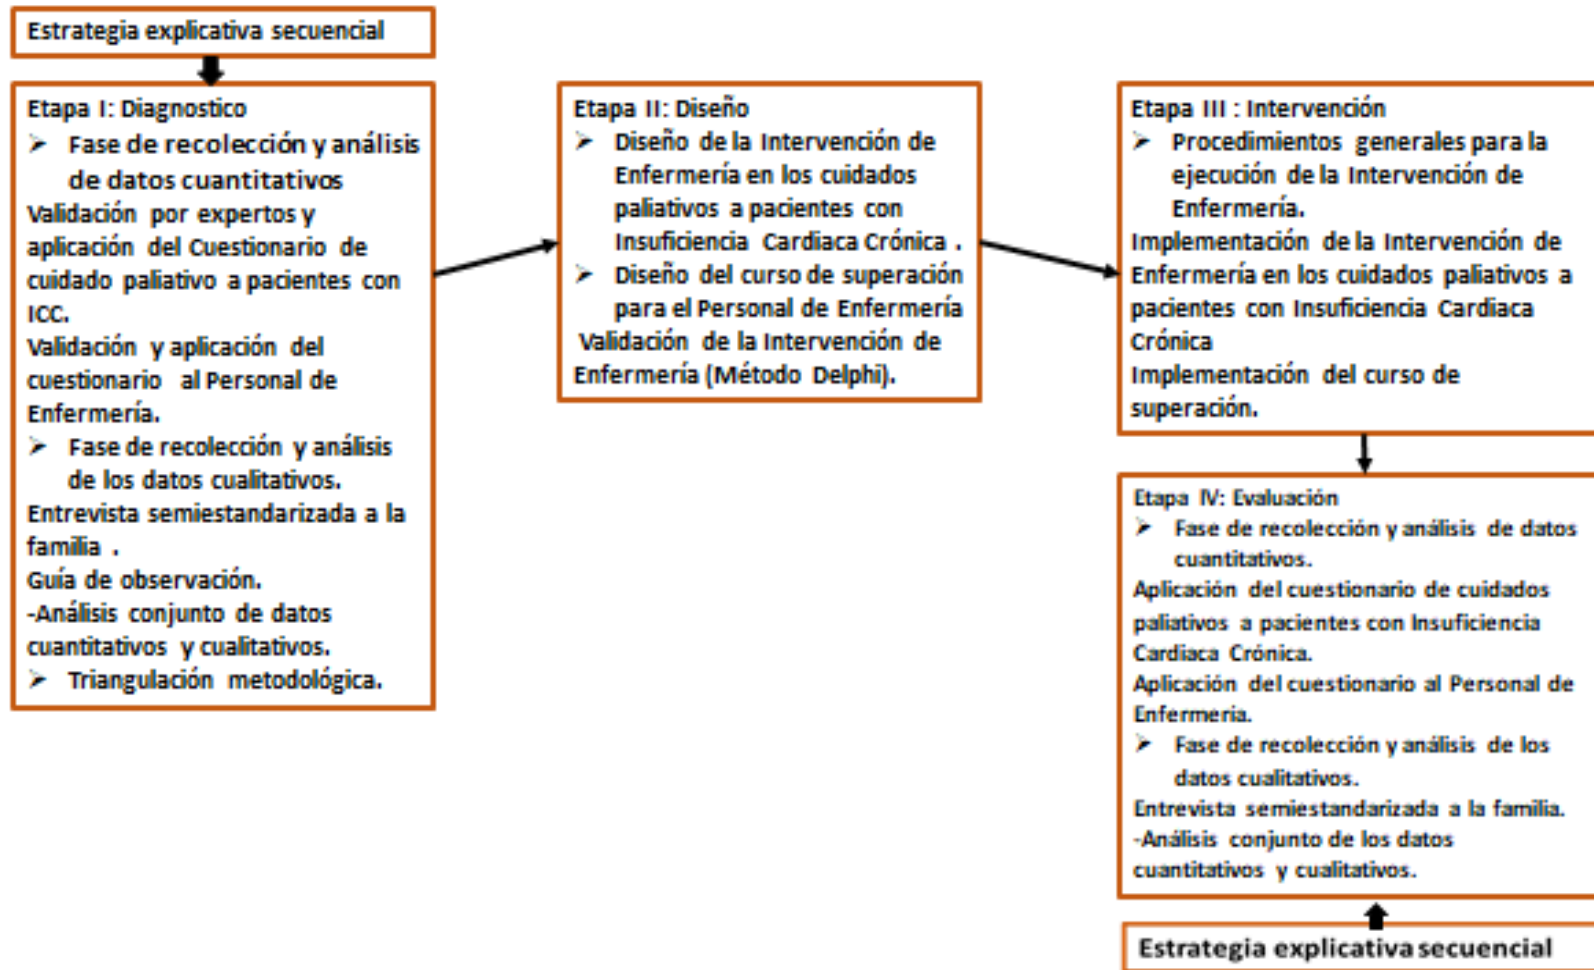 Estrategia explicativa secuencial
Etapa I: Diagnostico
➢ Fase de recolección y análisis
de datos cuantitativos
Validación por expertos y
aplicación del Cuestionario de
cuidado paliativo a pacientes con
ICC.
Validación y aplicación del
cuestionario al Personal de
Enfermería.
➢ Fase de recolección y análisis
de los datos cualitativos.
Entrevista semiestandarizada a la
familia .
Guía de observación.
-Análisis conjunto de datos
cuantitativos y cualitativos.
➢ Triangulación metodológica.
Etapa II: Diseño
➢ Diseño de la Intervención de
Enfermería en los cuidados
paliativos a pacientes con
Insuficiencia Cardiaca Crónica .
➢ Diseño del curso de superación
para el Personal de Enfermería
Validación de la Intervención de
Enfermería (Método Delphi).
Etapa III : Intervención
➢ Procedimientos generales para la
ejecución de la Intervención de
Enfermería.
Implementación de la Intervención de
Enfermería en los cuidados paliativos a
pacientes con Insuficiencia Cardiaca
Crónica
Implementación del curso de
superación.
Etapa IV: Evaluación
➢ Fase de recolección y análisis de datos
cuantitativos.
Aplicación del cuestionario de cuidados
paliativos a pacientes con Insuficiencia
Cardiaca Crónica.
Aplicación del cuestionario al Personal de
Enfermeria.
➢ Fase de recolección y análisis de los
datos cualitativos.
Entrevista semiestandarizada a la familia.
-Análisis conjunto de los datos
cuantitativos y cualitativos.
Estrategia explicativa secuencial